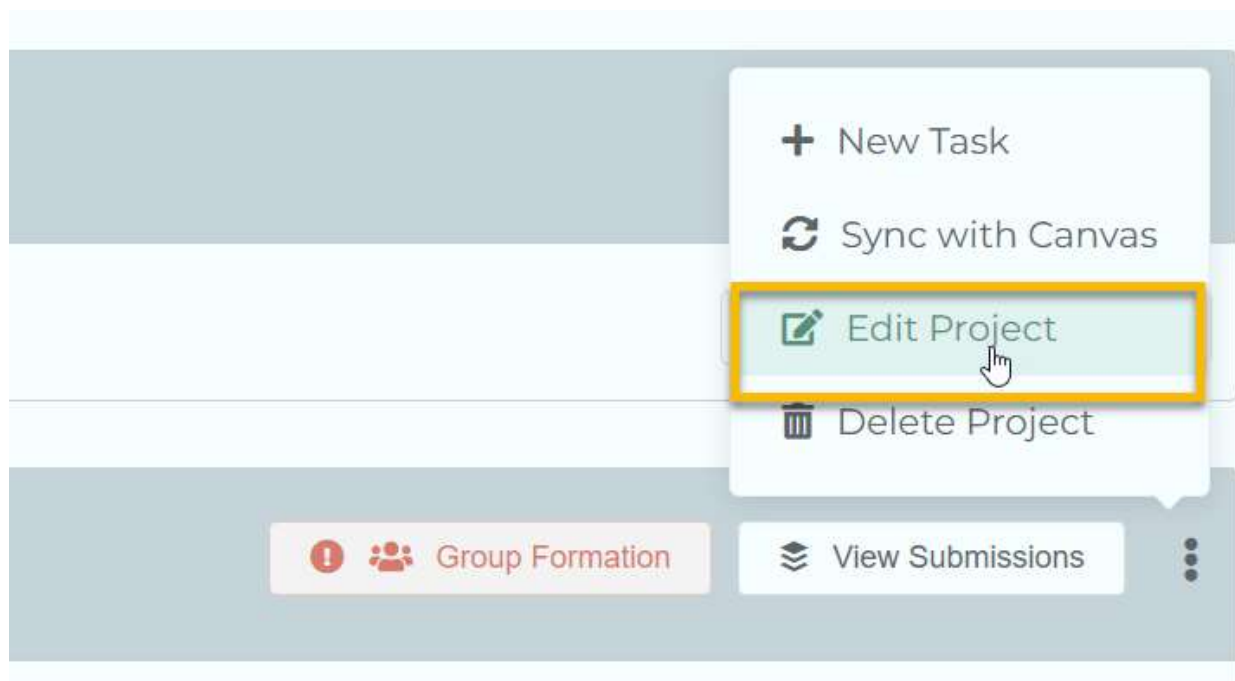 New Task
Sync with Canvas
Edit Project
Delete Project
Group Formation
View Submissions